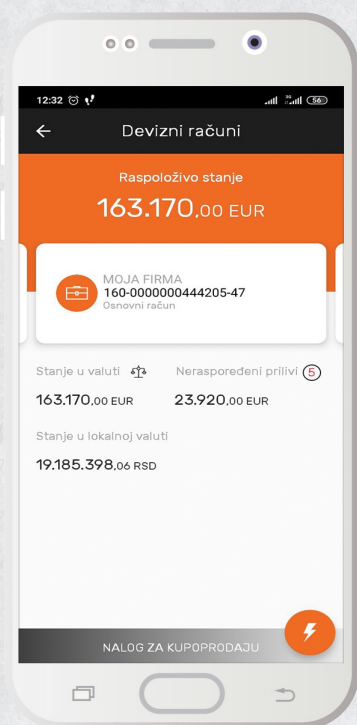 12:32 3G 56
Devizni računi
Raspoloživo stanje
163.170,00 EUR
MOJA FIRMA
160-0000000444205-47
Osnovni račun
Stanje u valuti Neraspoređeni prilivi 5
163.170,00 EUR 23.920,00 EUR
Stanje u lokalnoj valuti
19.185.398,06 RSD
NALOG ZA KUPOPRODAJU